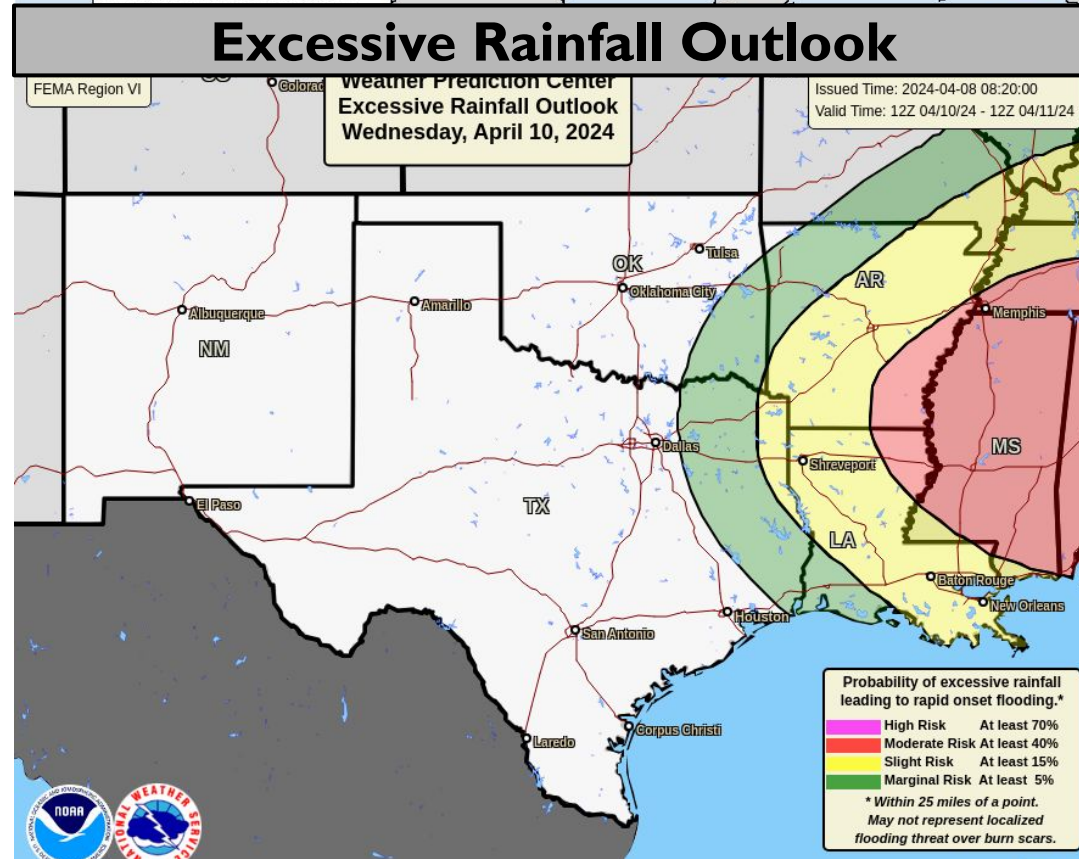 Excessive Rainfall Outlook
FEMA Region VI
Weather Prediction Center
Excessive Rainfall Outlook
Wednesday, April 10, 2024
Issued Time: 2024-04-08 08:20:00
Valid Time: 12Z 04/10/24 - 12Z 04/11/24
Colorad
Tulsa
OK
Oklahoma City
AR
Amarillo
Albuquerque
Memphis
NM
Dallas
MS
Shreveport
El Paso
TX
LA
Baton Rouge
New Orleans
Houston
San Antonio
Corpus Christi
Laredo
Probability of excessive rainfall
leading to rapid onset flooding.*
High Risk At least 70%
Moderate Risk At least 40%
Slight Risk At least 15%
Marginal Risk At least 5%
* Within 25 miles of a point.
May not represent localized
flooding threat over burn scars.
NOAA
NATIONAL WEATHER SERVICE